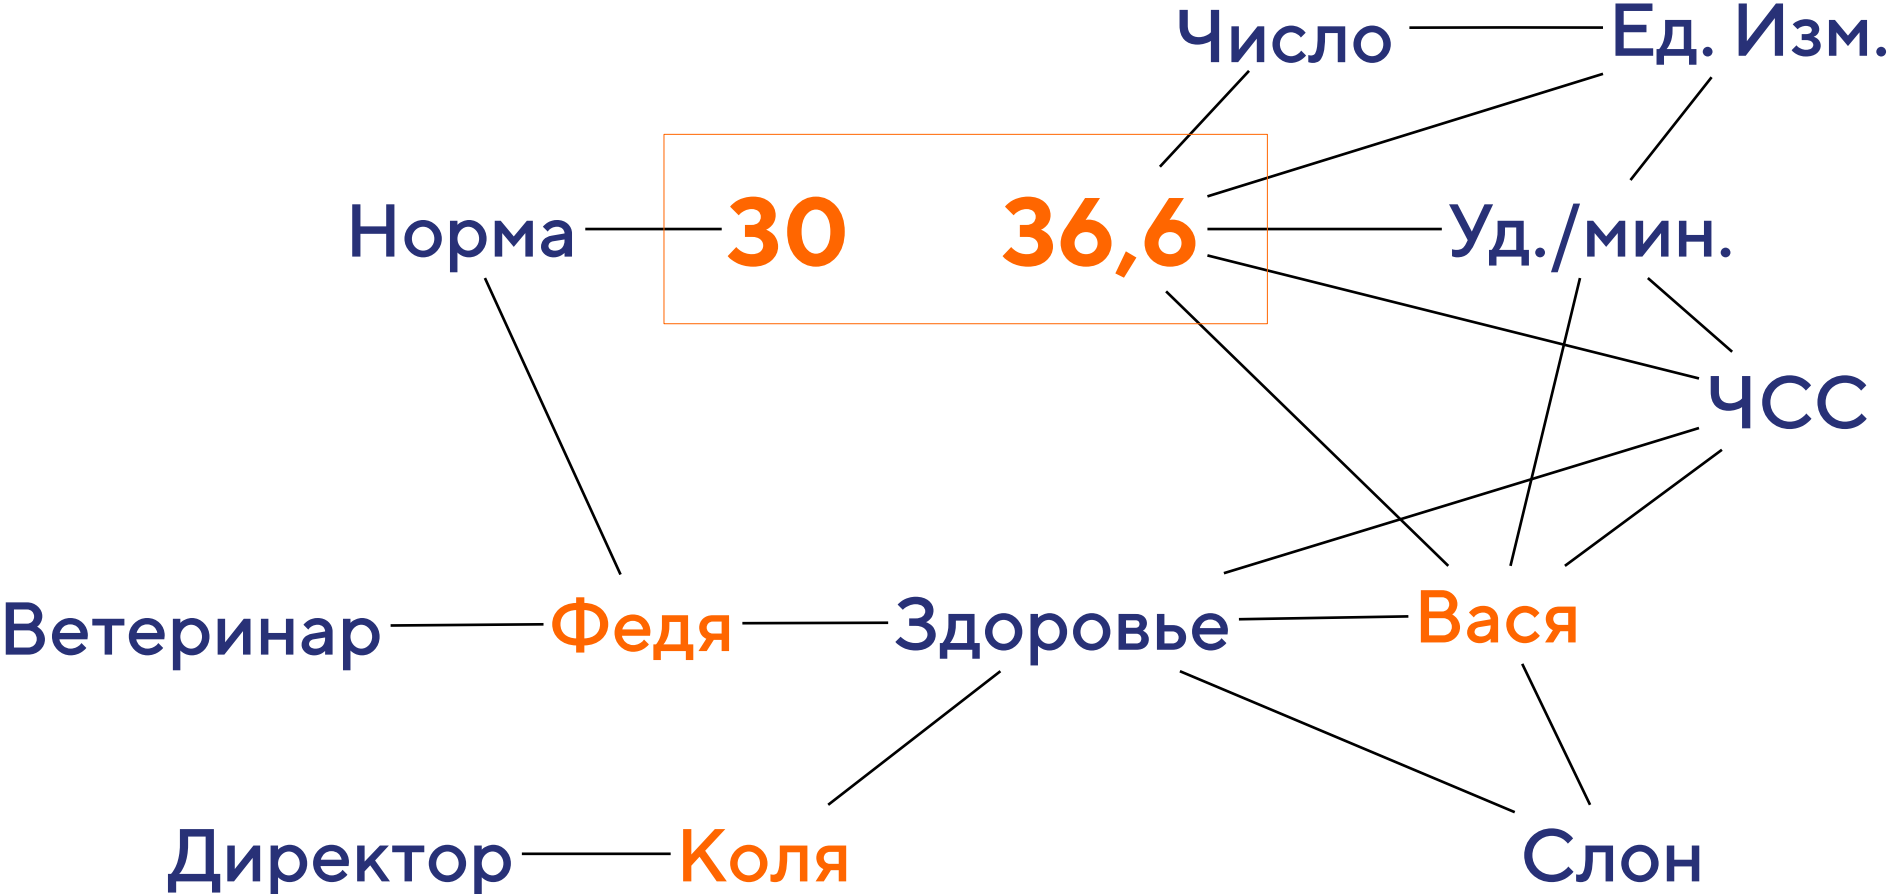 Число Ед. Изм.
Норма 30 36,6 Уд./мин.
ЧСС
Ветеринар Федя Здоровье Вася
Директор Коля Слон